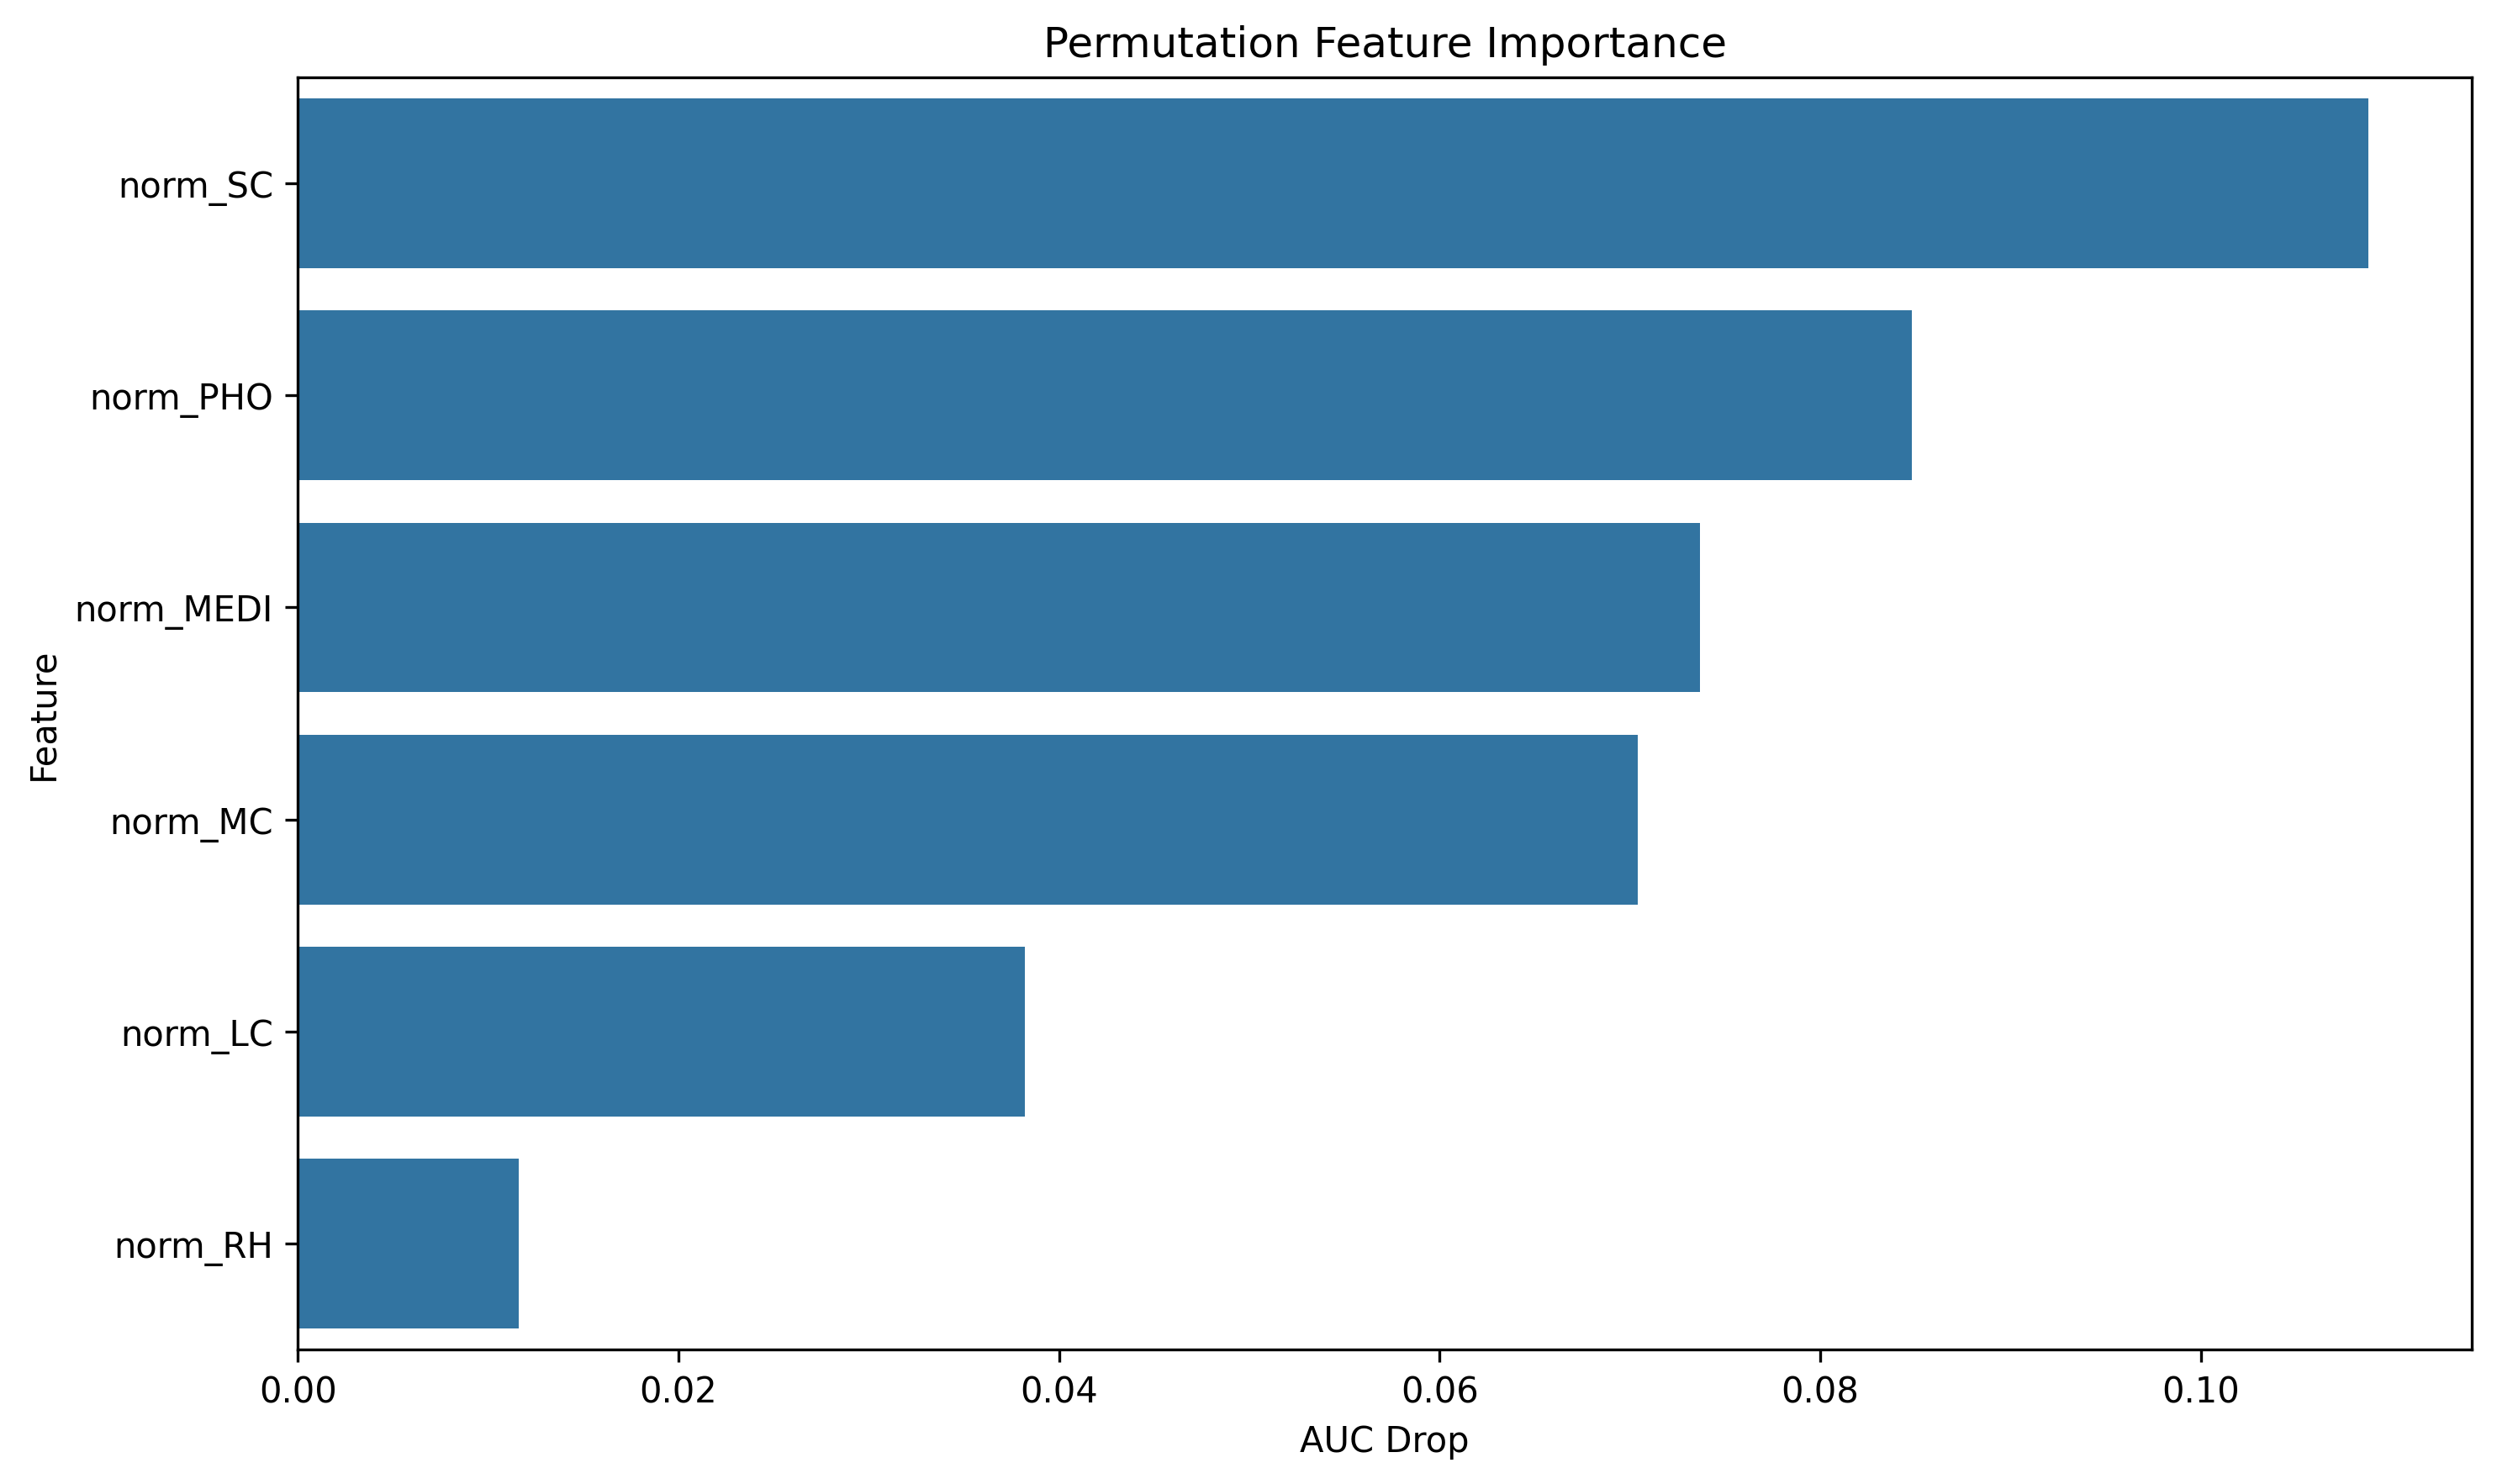 Permutation Feature Importance
norm_SC
norm_PHO
norm_MEDI
norm_MC
norm_LC
norm_RH
Feature
0.00 0.02 0.04 0.06 0.08 0.10
AUC Drop